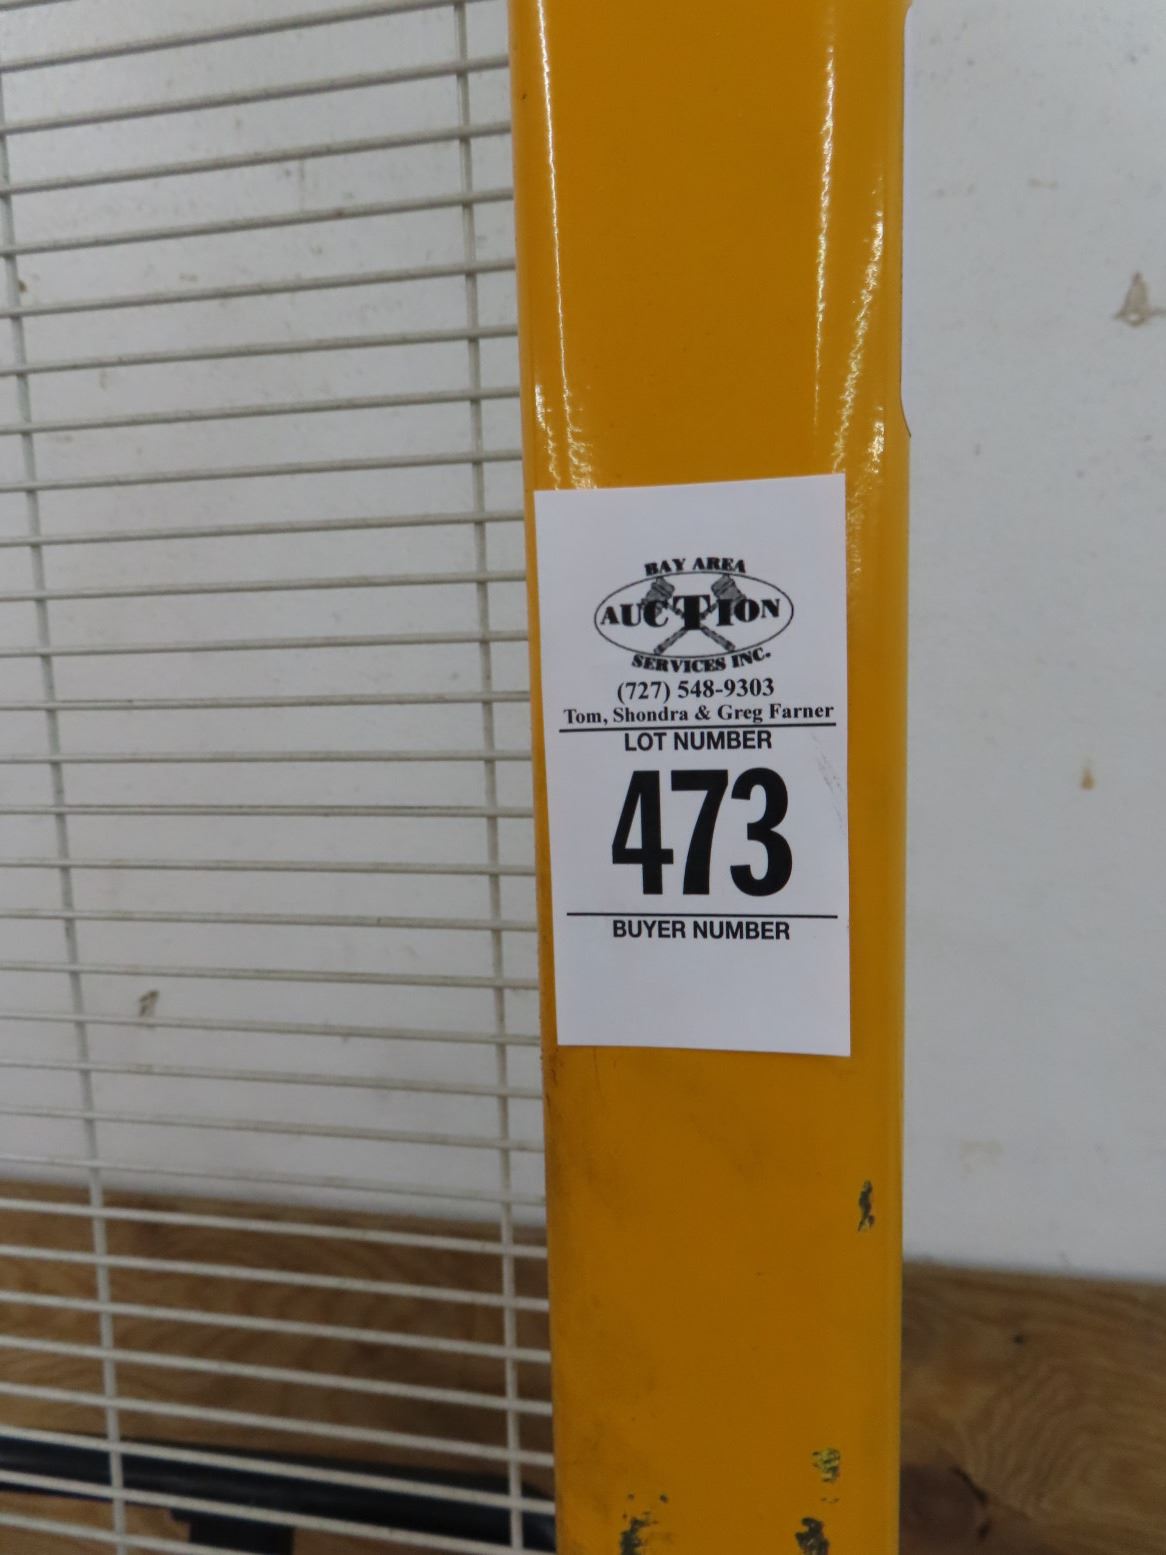 BAY AREA
AUCTION
SERVICES INC.
(727) 548-9303
Tom, Shondra & Greg Farner
LOT NUMBER
473
BUYER NUMBER